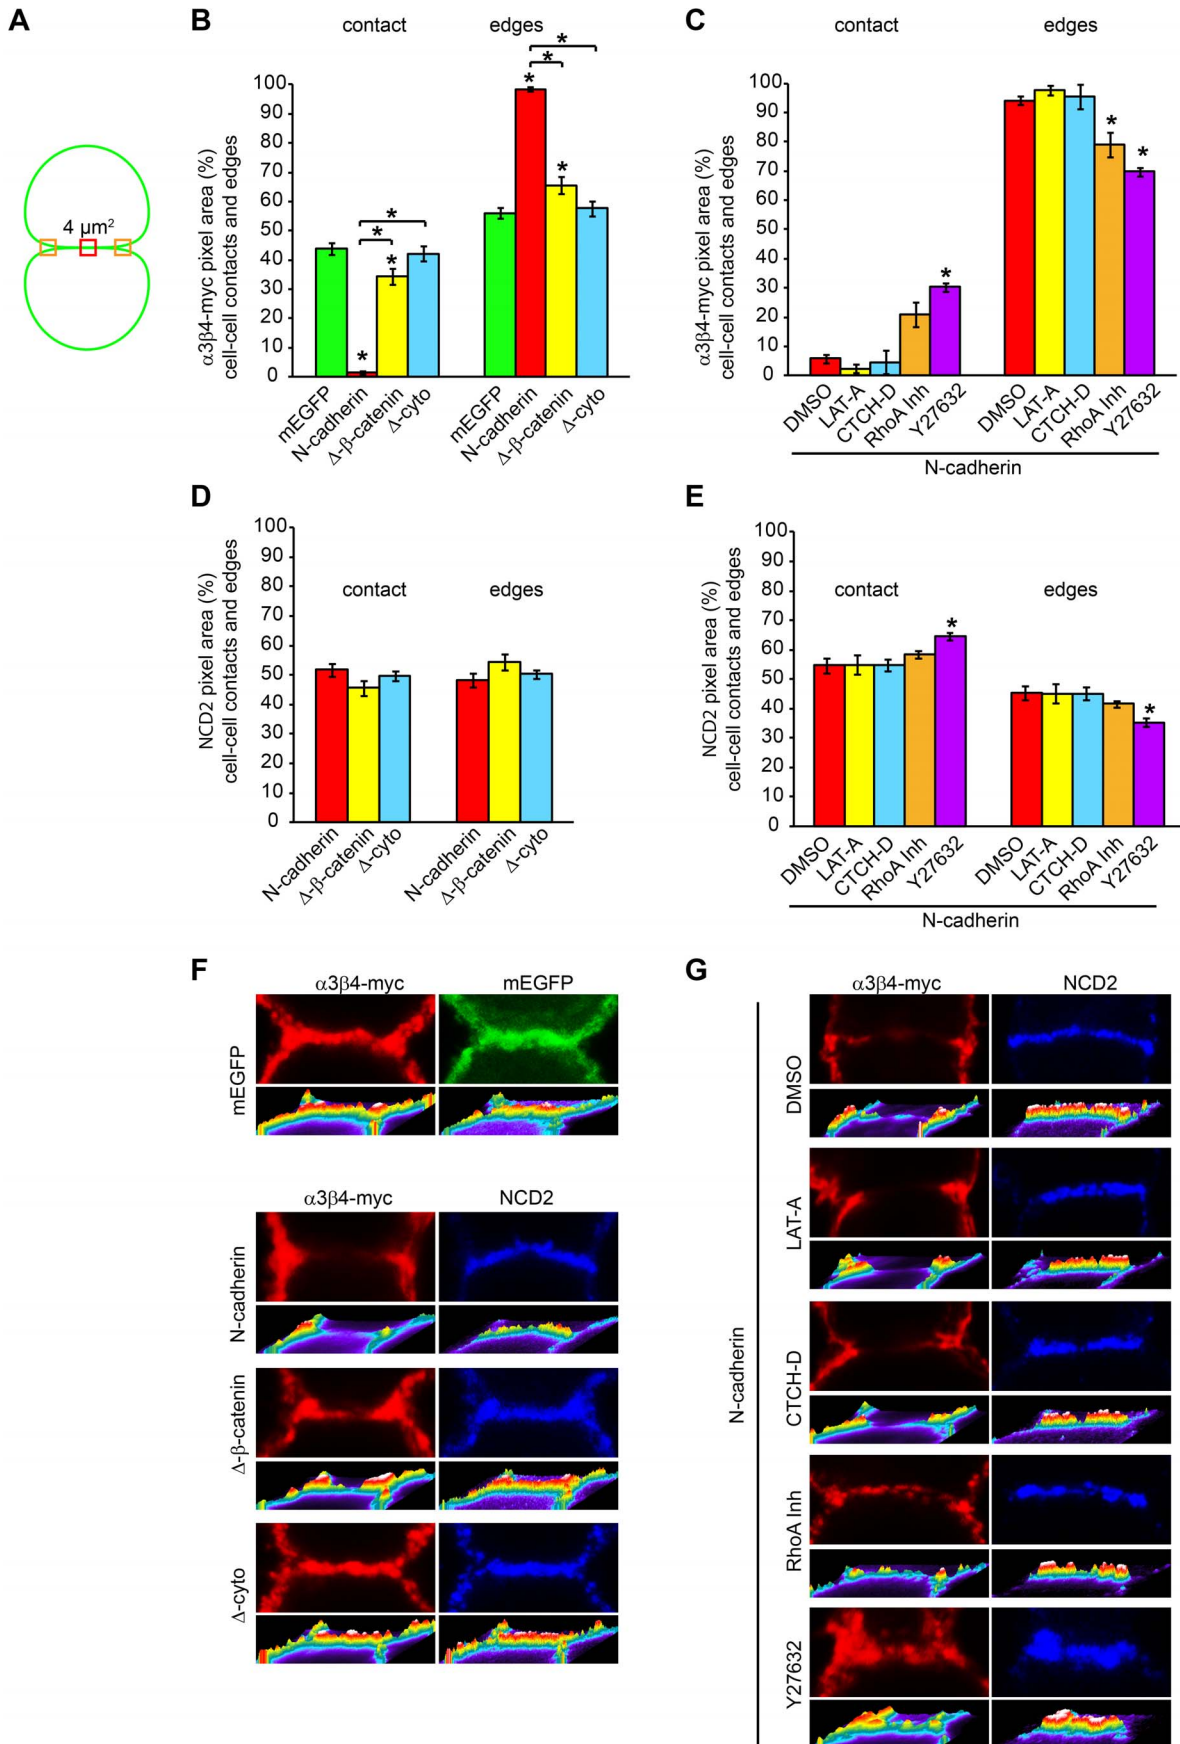 A
4 μm²
B
contact
edges
* * * * * * * * *
α3β4-myc pixel area (%)
cell-cell contacts and edges
100
90
80
70
60
50
40
30
20
10
0
mEGFP
N-cadherin
Δ-β-catenin
Δ-cyto
mEGFP
N-cadherin
Δ-β-catenin
Δ-cyto
C
contact
edges
* * *
α3β4-myc pixel area (%)
cell-cell contacts and edges
100
90
80
70
60
50
40
30
20
10
0
DMSO
LAT-A
CTCH-D
RhoA Inh
Y27632
DMSO
LAT-A
CTCH-D
RhoA Inh
Y27632
N-cadherin
D
contact
edges
NCD2 pixel area (%)
cell-cell contacts and edges
100
90
80
70
60
50
40
30
20
10
0
N-cadherin
Δ-β-catenin
Δ-cyto
N-cadherin
Δ-β-catenin
Δ-cyto
E
contact
edges
* *
NCD2 pixel area (%)
cell-cell contacts and edges
100
90
80
70
60
50
40
30
20
10
0
DMSO
LAT-A
CTCH-D
RhoA Inh
Y27632
DMSO
LAT-A
CTCH-D
RhoA Inh
Y27632
N-cadherin
F
α3β4-myc
mEGFP
mEGFP
α3β4-myc
NCD2
N-cadherin
Δ-β-catenin
Δ-cyto
G
α3β4-myc
NCD2
N-cadherin
DMSO
LAT-A
CTCH-D
RhoA Inh
Y27632